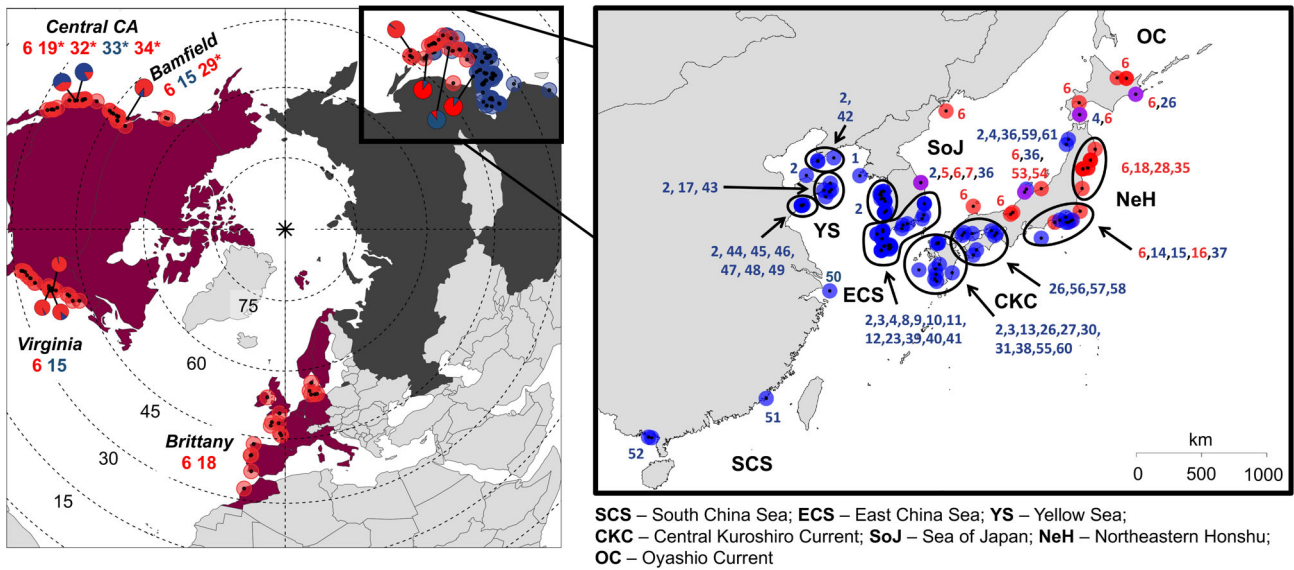 Central CA
6 19* 32* 33* 34*
Bamfield
6 15 29*
Virginia
6 15
Brittany
6 18
75
60
45
30
15
OC
6
6
6,26
6
4,6
6
SoJ
2,4,36,59,61
6,36,
53,54
6
6,18,28,35
NeH
2,
42
1
2
2,5,6,7,36
6
6
2, 17, 43
2
YS
6,14,15,16,37
2, 44, 45, 46,
47, 48, 49
50
ECS
CKC
26,56,57,58
2,3,4,8,9,10,11,
12,23,39,40,41
2,3,13,26,27,30,
31,38,55,60
51
52
SCS
km
0 500 1000
SCS – South China Sea; ECS – East China Sea; YS – Yellow Sea;
CKC – Central Kuroshiro Current; SoJ – Sea of Japan; NeH – Northeastern Honshu;
OC – Oyashio Current